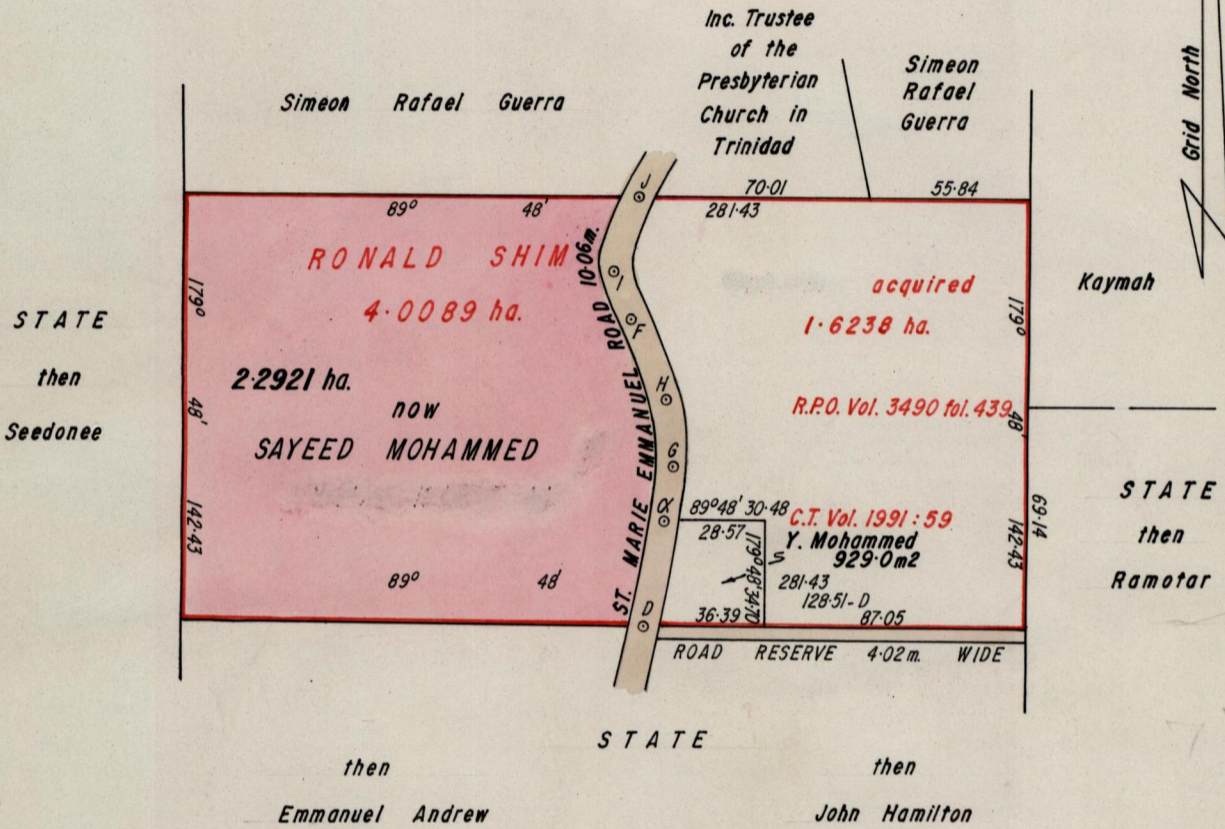 Inc. Trustee
of the
Presbyterian
Church in
Trinidad
Simeon
Rafael
Guerra
Simeon Rafael Guerra
Grid North
70·01
55·84
89° 48'
281·43
J
RONALD SHIM
4·0089 ha.
10·06m.
I
F
acquired
1·6238 ha.
Kaymah
179° 48' 142·43
179° 48' 142·43
STATE
then
Seedonee
2·2921 ha.
now
SAYEED MOHAMMED
ST. MARIE EMMANUEL ROAD
H
G
R.P.O. Vol. 3490 fol. 439
69·14
STATE
then
Ramotar
α
89°48' 30·48
28·57
179°48' 34·70
C.T. Vol. 1991 : 59
Y. Mohammed
929·0m2
281·43
128·51-D
89° 48'
D
36·39
87·05
ROAD RESERVE 4·02m. WIDE
STATE
then
Emmanuel Andrew
then
John Hamilton